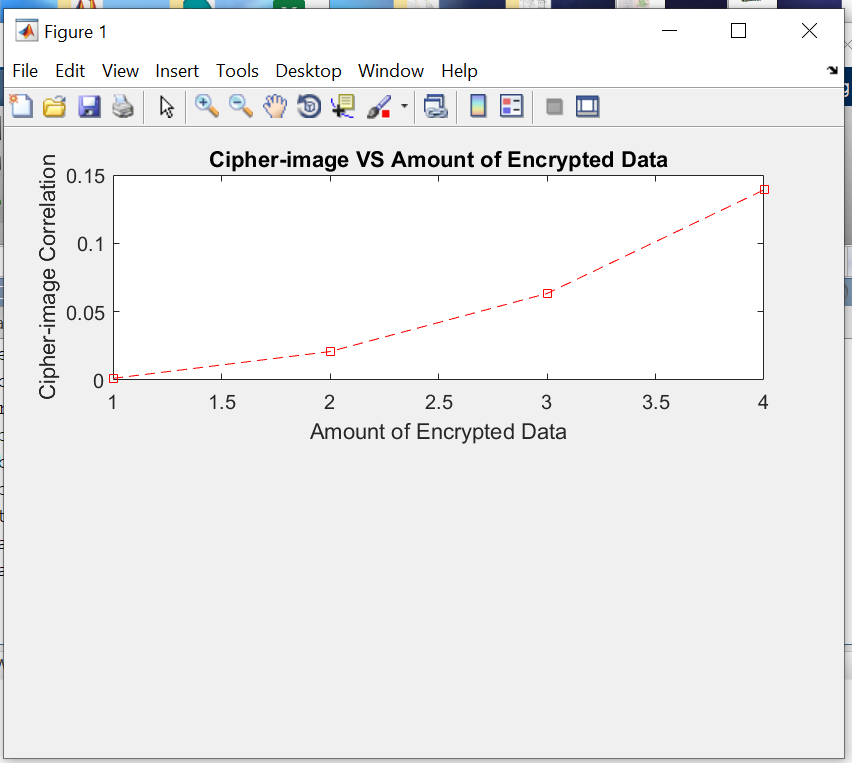 Figure 1
File Edit View Insert Tools Desktop Window Help
Cipher-image VS Amount of Encrypted Data
Cipher-image Correlation
0.15
0.1
0.05
0
1 1.5 2 2.5 3 3.5 4
Amount of Encrypted Data